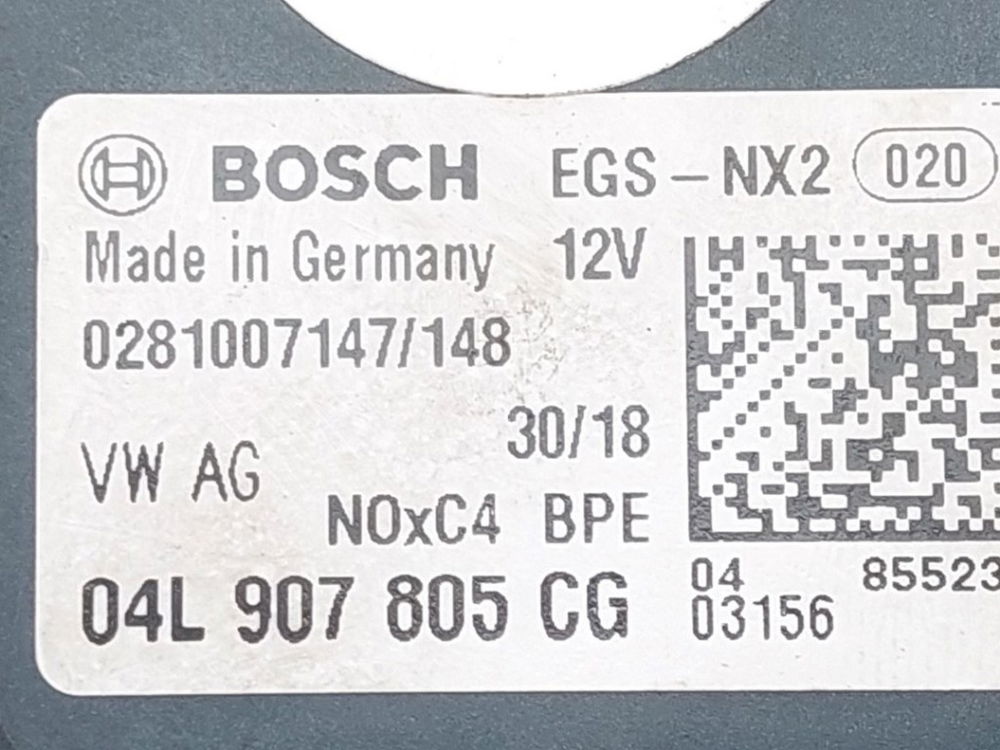 BOSCH EGS-NX2 020
Made in Germany 12V
0281007147/148
30/18
VW AG
NOxC4 BPE
04L 907 805 CG
04 85523
03156